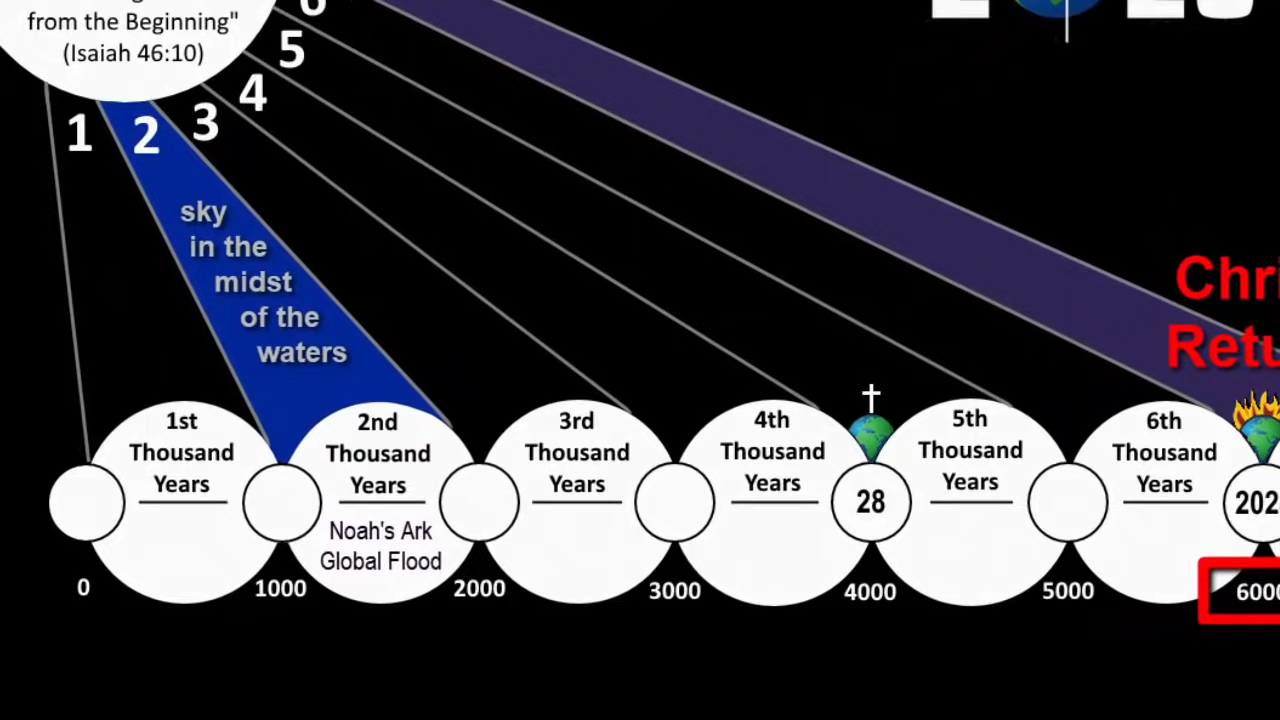 from the Beginning"
(Isaiah 46:10)
1
2
3
4
5
6
sky
in the
midst
of the
waters
1st
Thousand
Years
2nd
Thousand
Years
Noah's Ark
Global Flood
3rd
Thousand
Years
4th
Thousand
Years
28
5th
Thousand
Years
6th
Thousand
Years
202
0
1000
2000
3000
4000
5000
6000
Chri
Retu